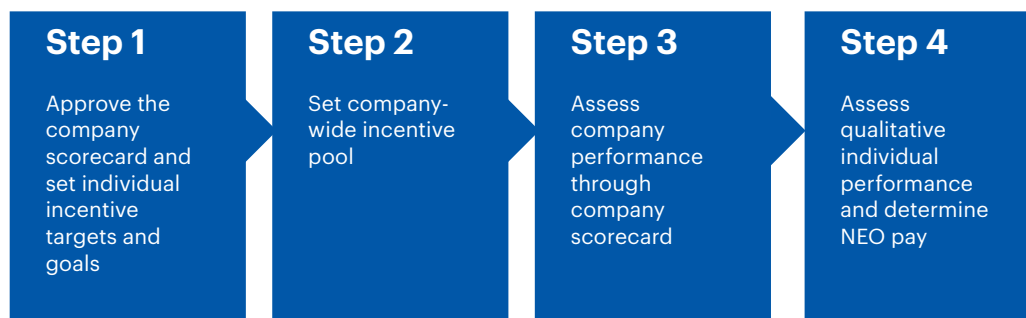 Step 1
Approve the
company
scorecard and
set individual
incentive
targets and
goals
Step 2
Set company-
wide incentive
pool
Step 3
Assess
company
performance
through
company
scorecard
Step 4
Assess
qualitative
individual
performance
and determine
NEO pay